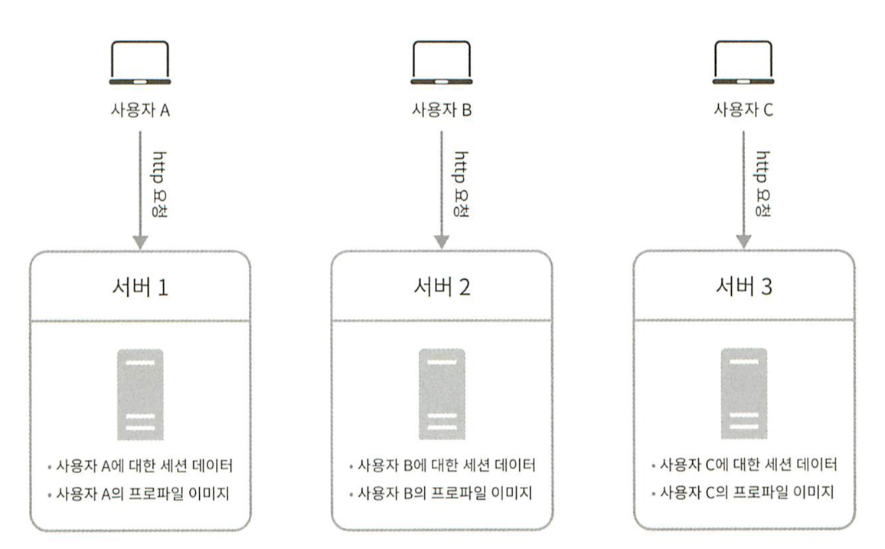 사용자 A
사용자 B
사용자 C
http 요청
http 요청
http 요청
서버 1
서버 2
서버 3
• 사용자 A에 대한 세션 데이터
• 사용자 A의 프로파일 이미지
• 사용자 B에 대한 세션 데이터
• 사용자 B의 프로파일 이미지
• 사용자 C에 대한 세션 데이터
• 사용자 C의 프로파일 이미지